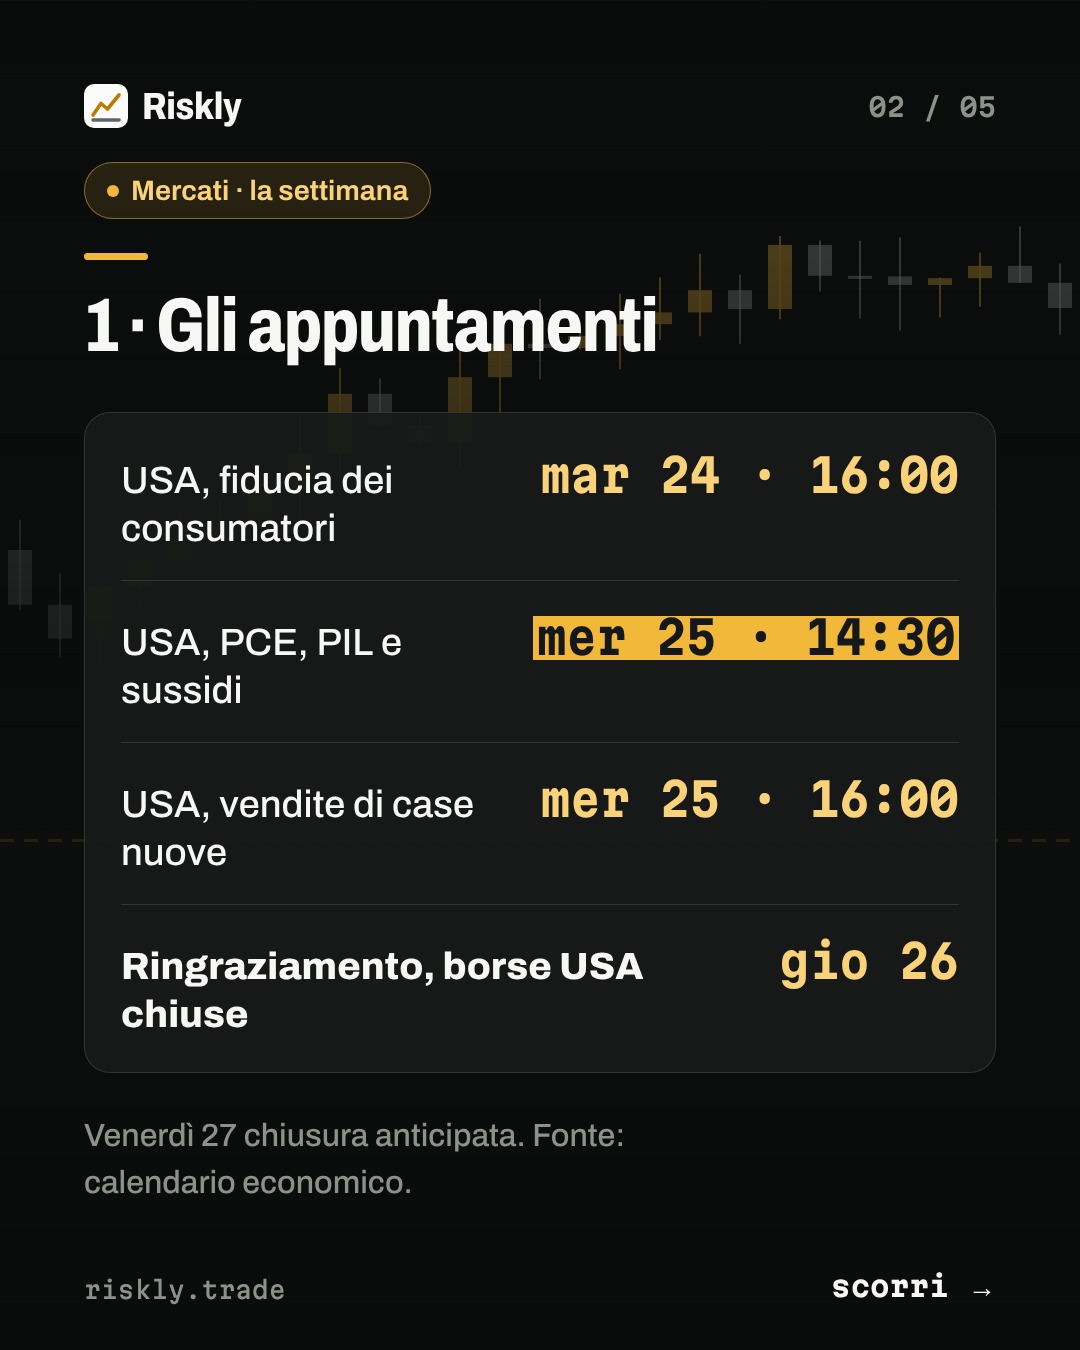 Riskly
02 / 05
Mercati · la settimana
1 · Gli appuntamenti
USA, fiducia dei
consumatori
mar 24 · 16:00
USA, PCE, PIL e
sussidi
mer 25 · 14:30
USA, vendite di case
nuove
mer 25 · 16:00
Ringraziamento, borse USA
chiuse
gio 26
Venerdì 27 chiusura anticipata. Fonte:
calendario economico.
riskly.trade
scorri →